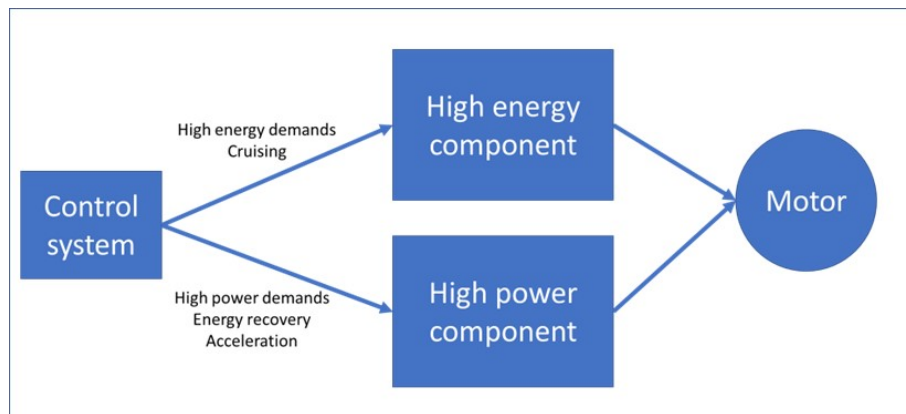 High energy demands
Cruising
High energy
component
Control
system
Motor
High power demands
Energy recovery
Acceleration
High power
component